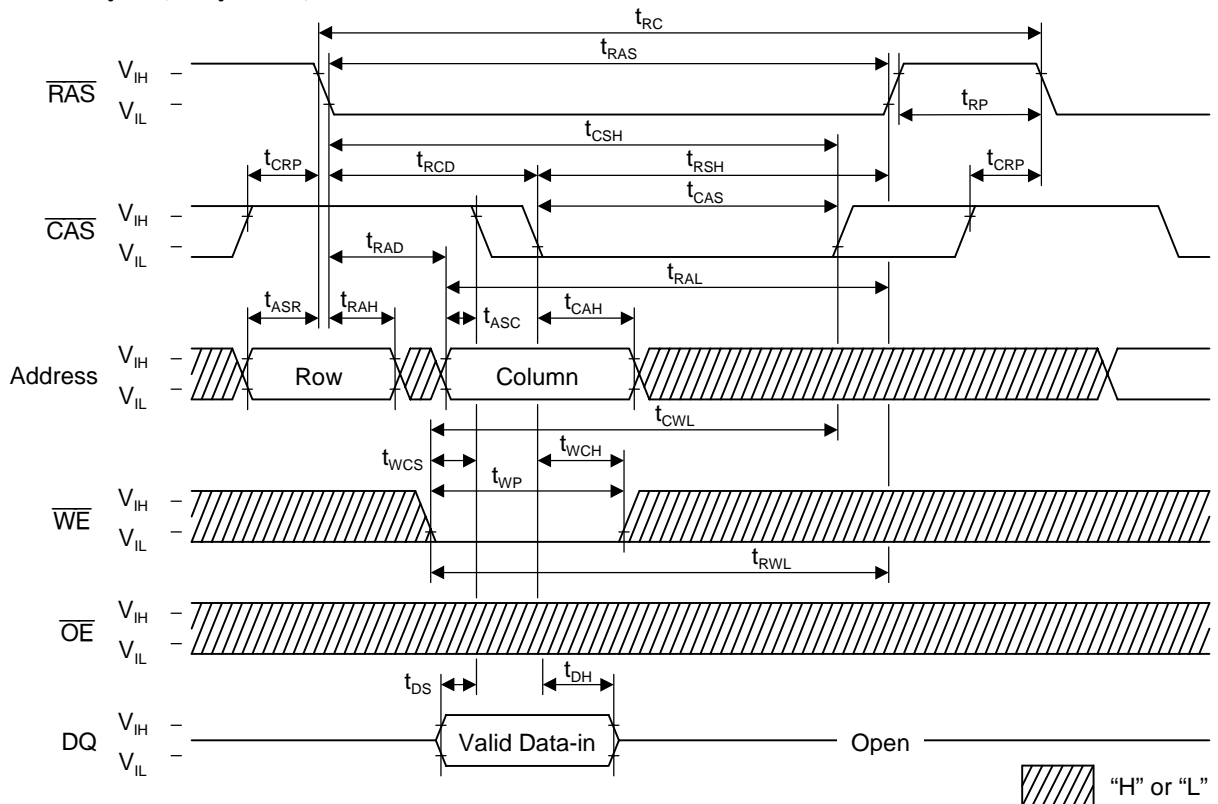 tRC
tRAS
VIH
RAS
VIL
tRP
tCSH
tCRP
tRCD
tRSH
tCRP
tCAS
VIH
CAS
VIL
tRAD
tRAL
tASR
tRAH
tASC
tCAH
VIH
Address
Row
Column
VIL
tCWL
tWCS
tWCH
tWP
VIH
WE
VIL
tRWL
VIH
OE
VIL
tDS
tDH
VIH
DQ
Valid Data-in
Open
VIL
“H” or “L”